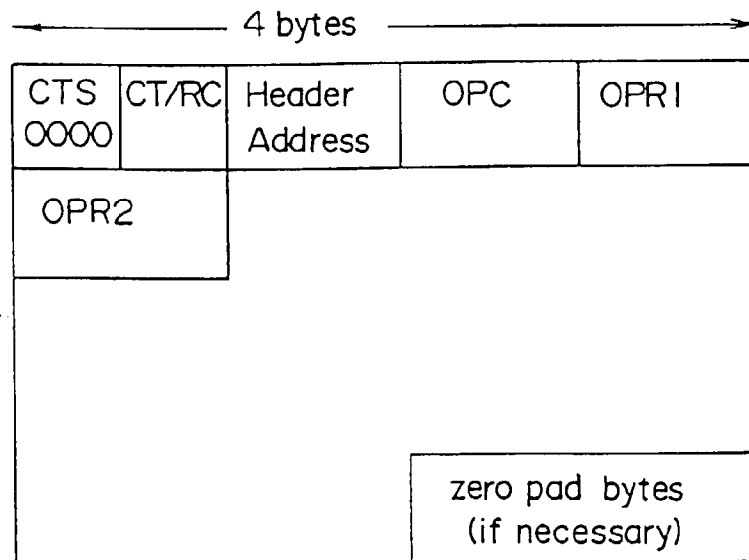 4 bytes
CTS
0000
CT/RC
Header
Address
OPC
OPR1
OPR2
zero pad bytes
(if necessary)